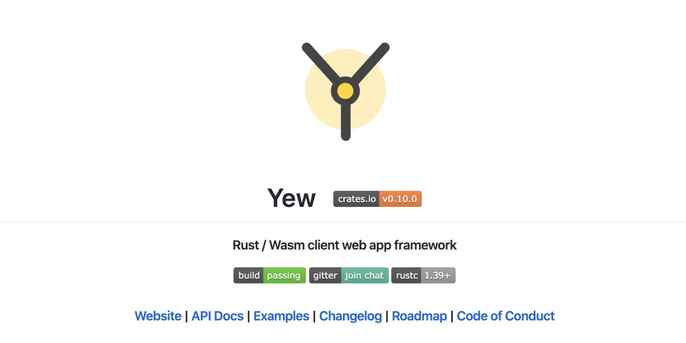 Yew crates.io v0.10.0
Rust / Wasm client web app framework
build passing gitter join chat rustc 1.39+
Website | API Docs | Examples | Changelog | Roadmap | Code of Conduct